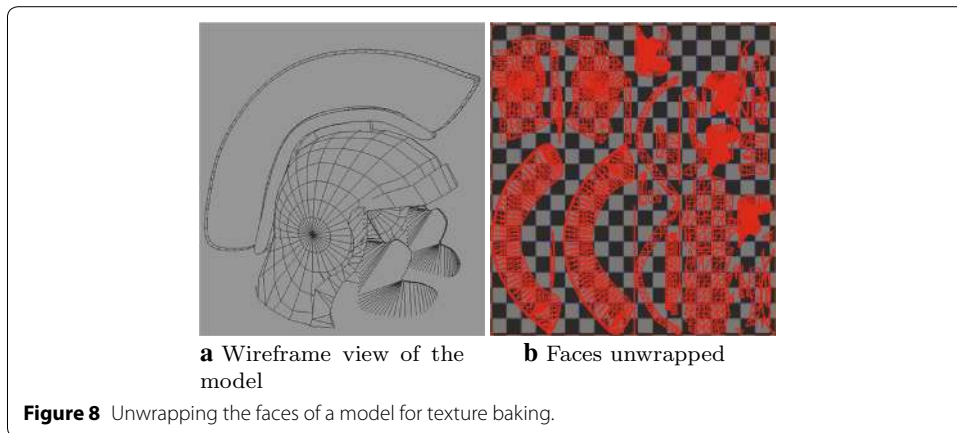 a Wireframe view of the
model
b Faces unwrapped
Figure 8 Unwrapping the faces of a model for texture baking.